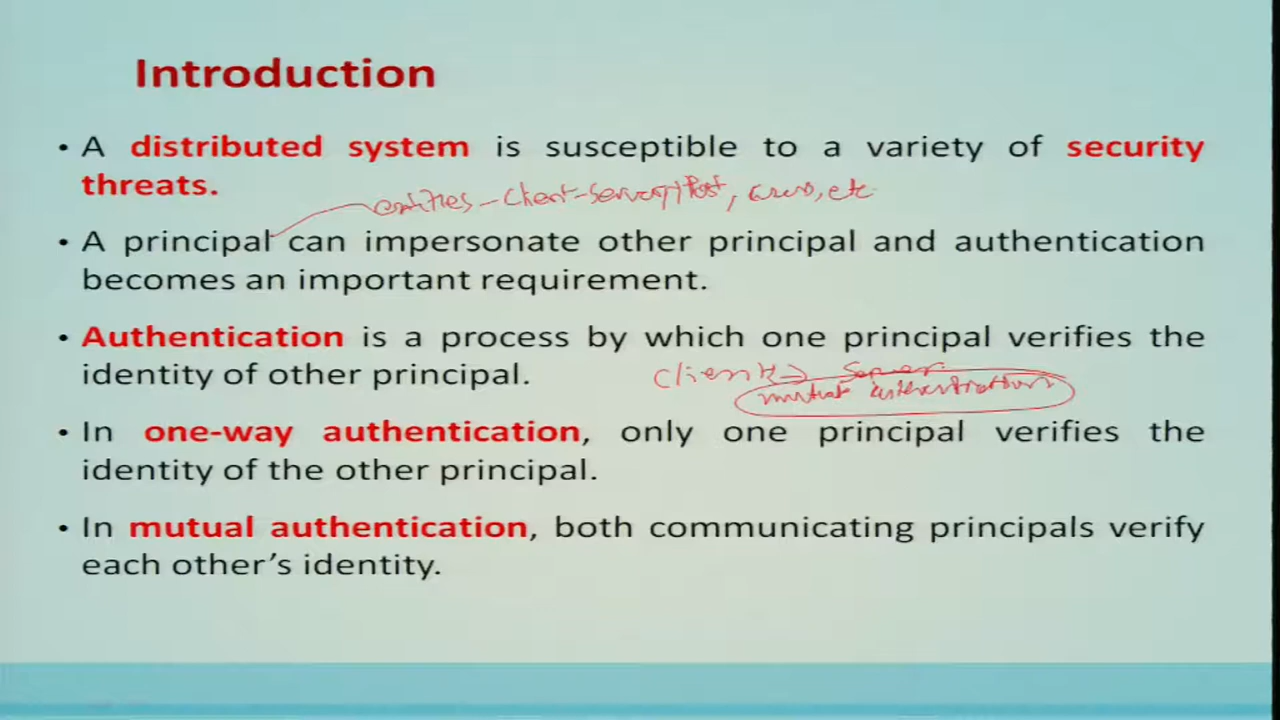 Introduction
• A distributed system is susceptible to a variety of security
threats.
entities - client-server, Host, users, etc
• A principal can impersonate other principal and authentication
becomes an important requirement.
• Authentication is a process by which one principal verifies the
identity of other principal.
client → server
mutual authentication
• In one-way authentication, only one principal verifies the
identity of the other principal.
• In mutual authentication, both communicating principals verify
each other's identity.